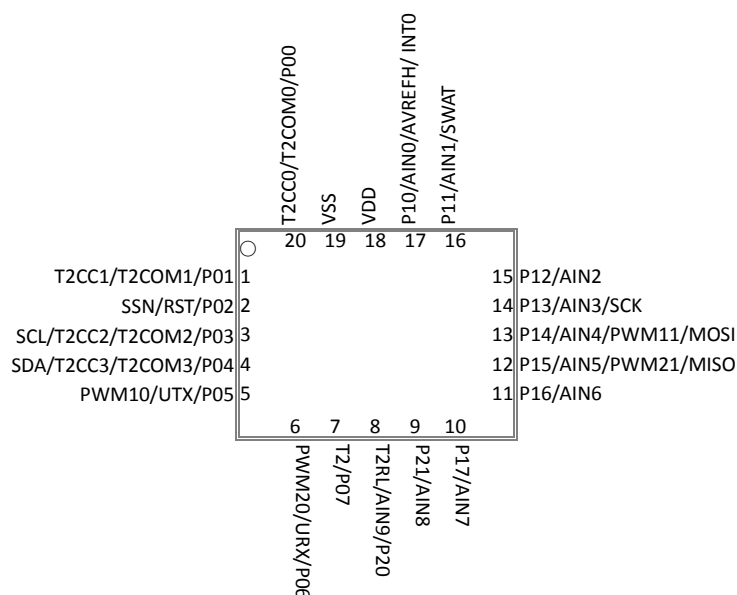 T2CC0/T2COM0/P00
VSS
VDD
P10/AIN0/AVREFH/ INT0
P11/AIN1/SWAT
20 19 18 17 16
T2CC1/T2COM1/P01 1
15 P12/AIN2
SSN/RST/P02 2
14 P13/AIN3/SCK
SCL/T2CC2/T2COM2/P03 3
13 P14/AIN4/PWM11/MOSI
SDA/T2CC3/T2COM3/P04 4
12 P15/AIN5/PWM21/MISO
PWM10/UTX/P05 5
11 P16/AIN6
6 7 8 9 10
PWM20/URX/P06
T2/P07
T2RL/AIN9/P20
P21/AIN8
P17/AIN7